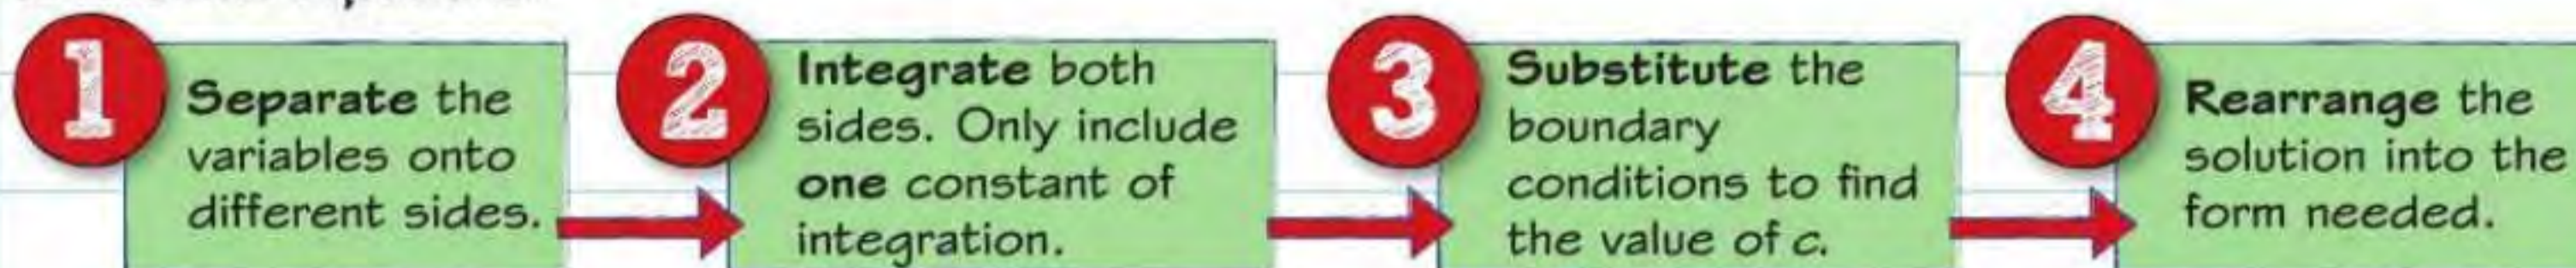 1
Separate the
variables onto
different sides.
2
Integrate both
sides. Only include
one constant of
integration.
3
Substitute the
boundary
conditions to find
the value of c.
4
Rearrange the
solution into the
form needed.